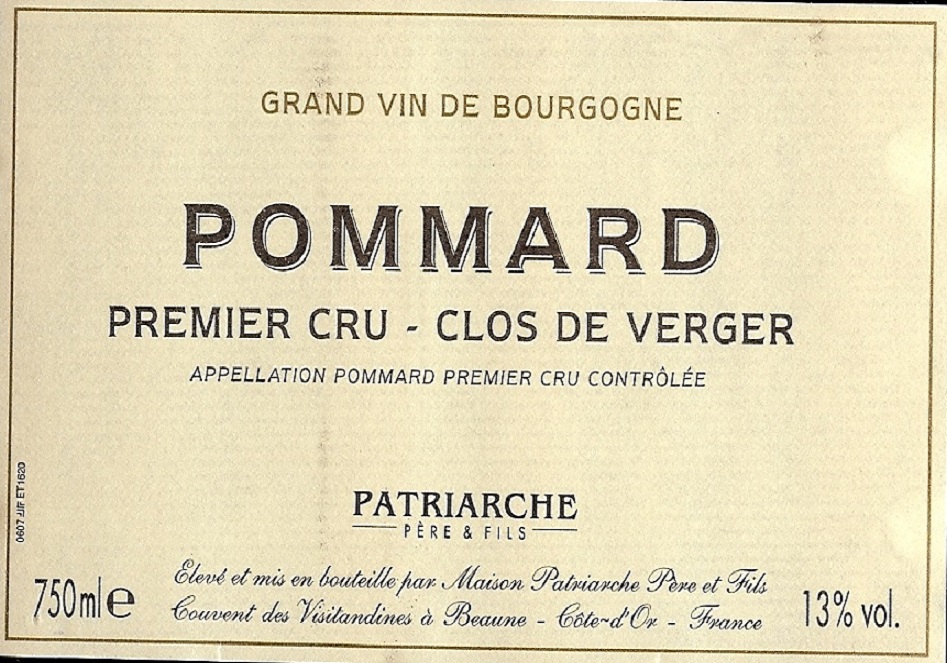 GRAND VIN DE BOURGOGNE
POMMARD
PREMIER CRU - CLOS DE VERGER
APPELLATION POMMARD PREMIER CRU CONTRÔLÉE
PATRIARCHE
PÈRE & FILS
Elevé et mis en bouteille par Maison Patriarche Père et Fils
Couvent des Visitandines à Beaune - Côte-d'Or - France
750ml e
13% vol.
0607 JIF ET1620